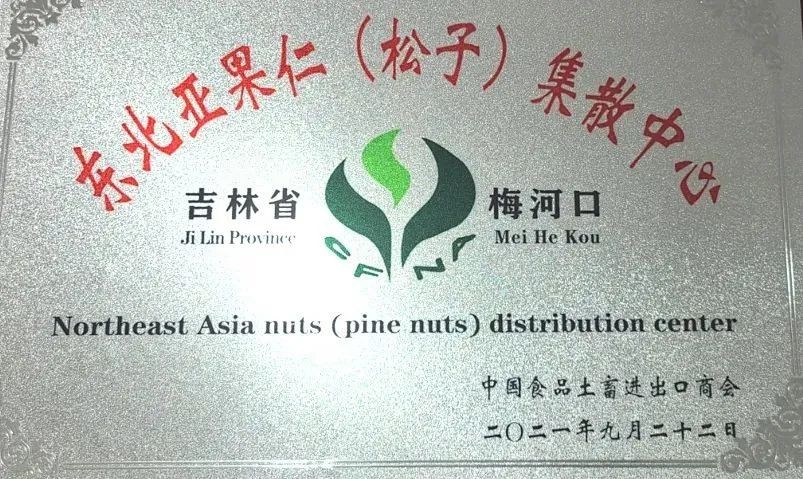 东北亚果仁（松子）集散中心
吉林省 梅河口
Ji Lin Province Mei He Kou
CFNA
Northeast Asia nuts (pine nuts) distribution center
中国食品土畜进出口商会
二〇二一年九月二十二日